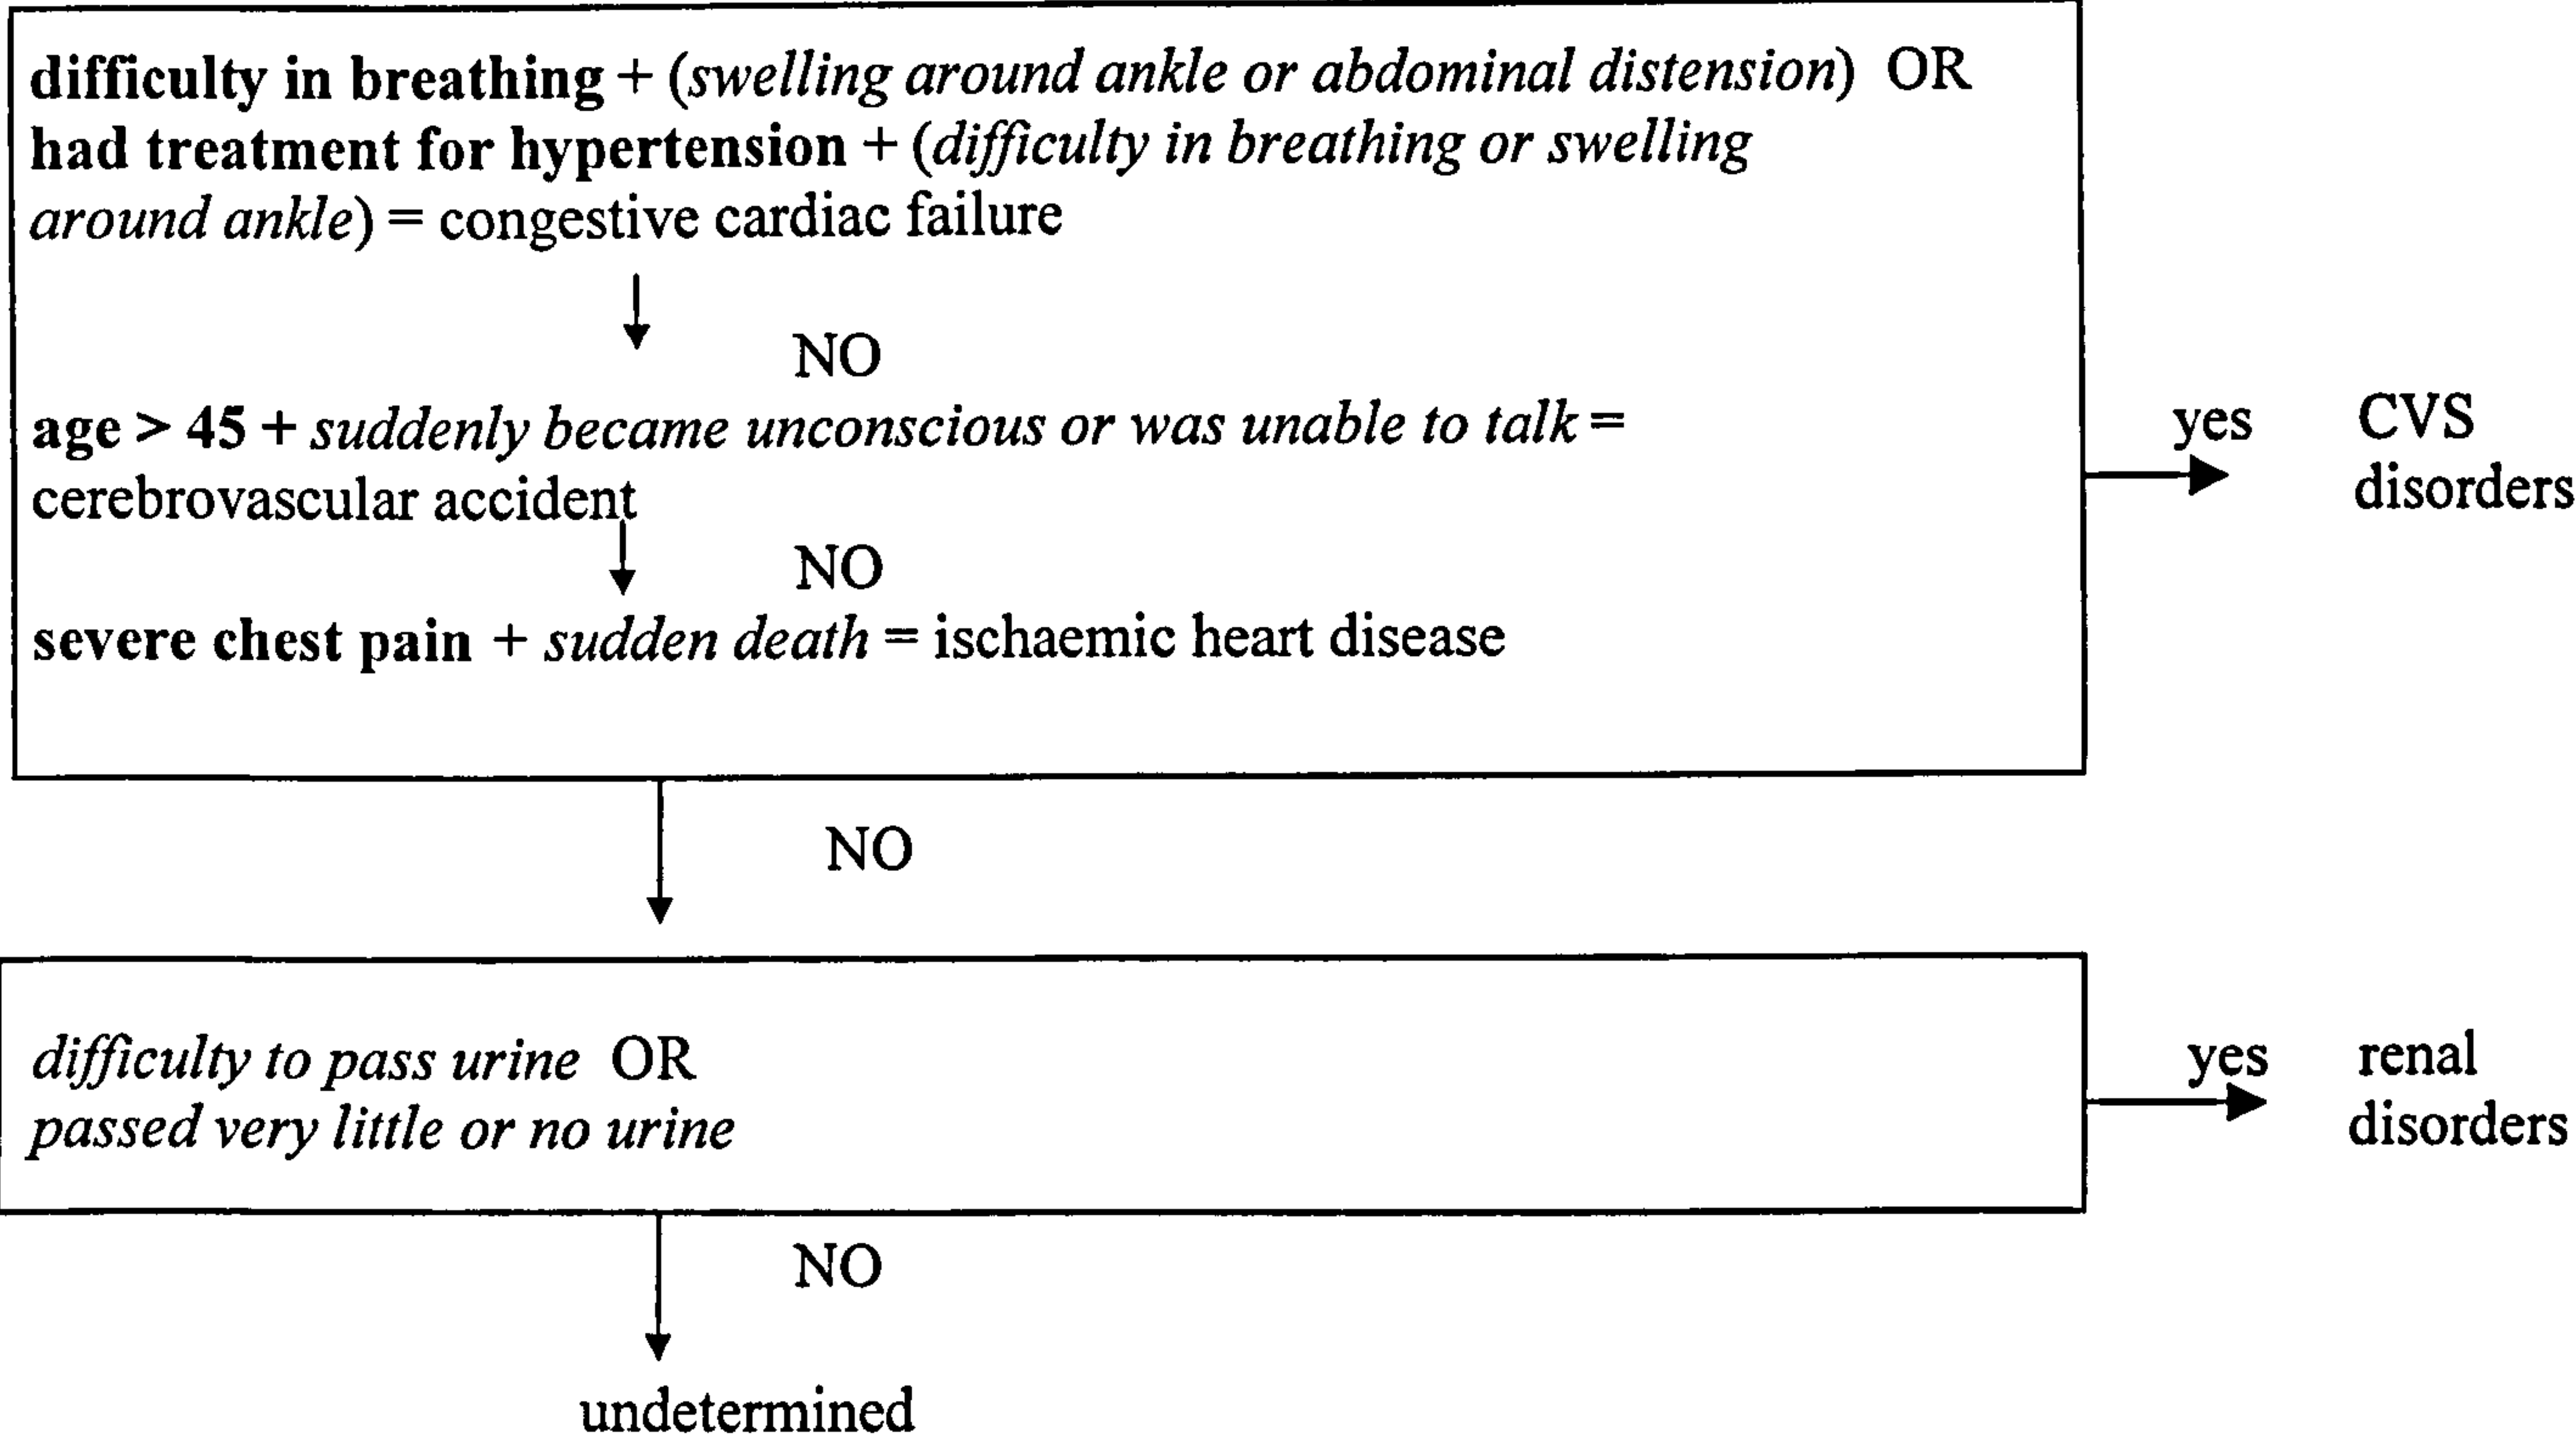 difficulty in breathing + (swelling around ankle or abdominal distension) OR
had treatment for hypertension + (difficulty in breathing or swelling
around ankle) = congestive cardiac failure
NO
age > 45 + suddenly became unconscious or was unable to talk =
cerebrovascular accident
yes CVS
disorders
NO
severe chest pain + sudden death = ischaemic heart disease
NO
difficulty to pass urine OR
passed very little or no urine
yes renal
disorders
NO
undetermined